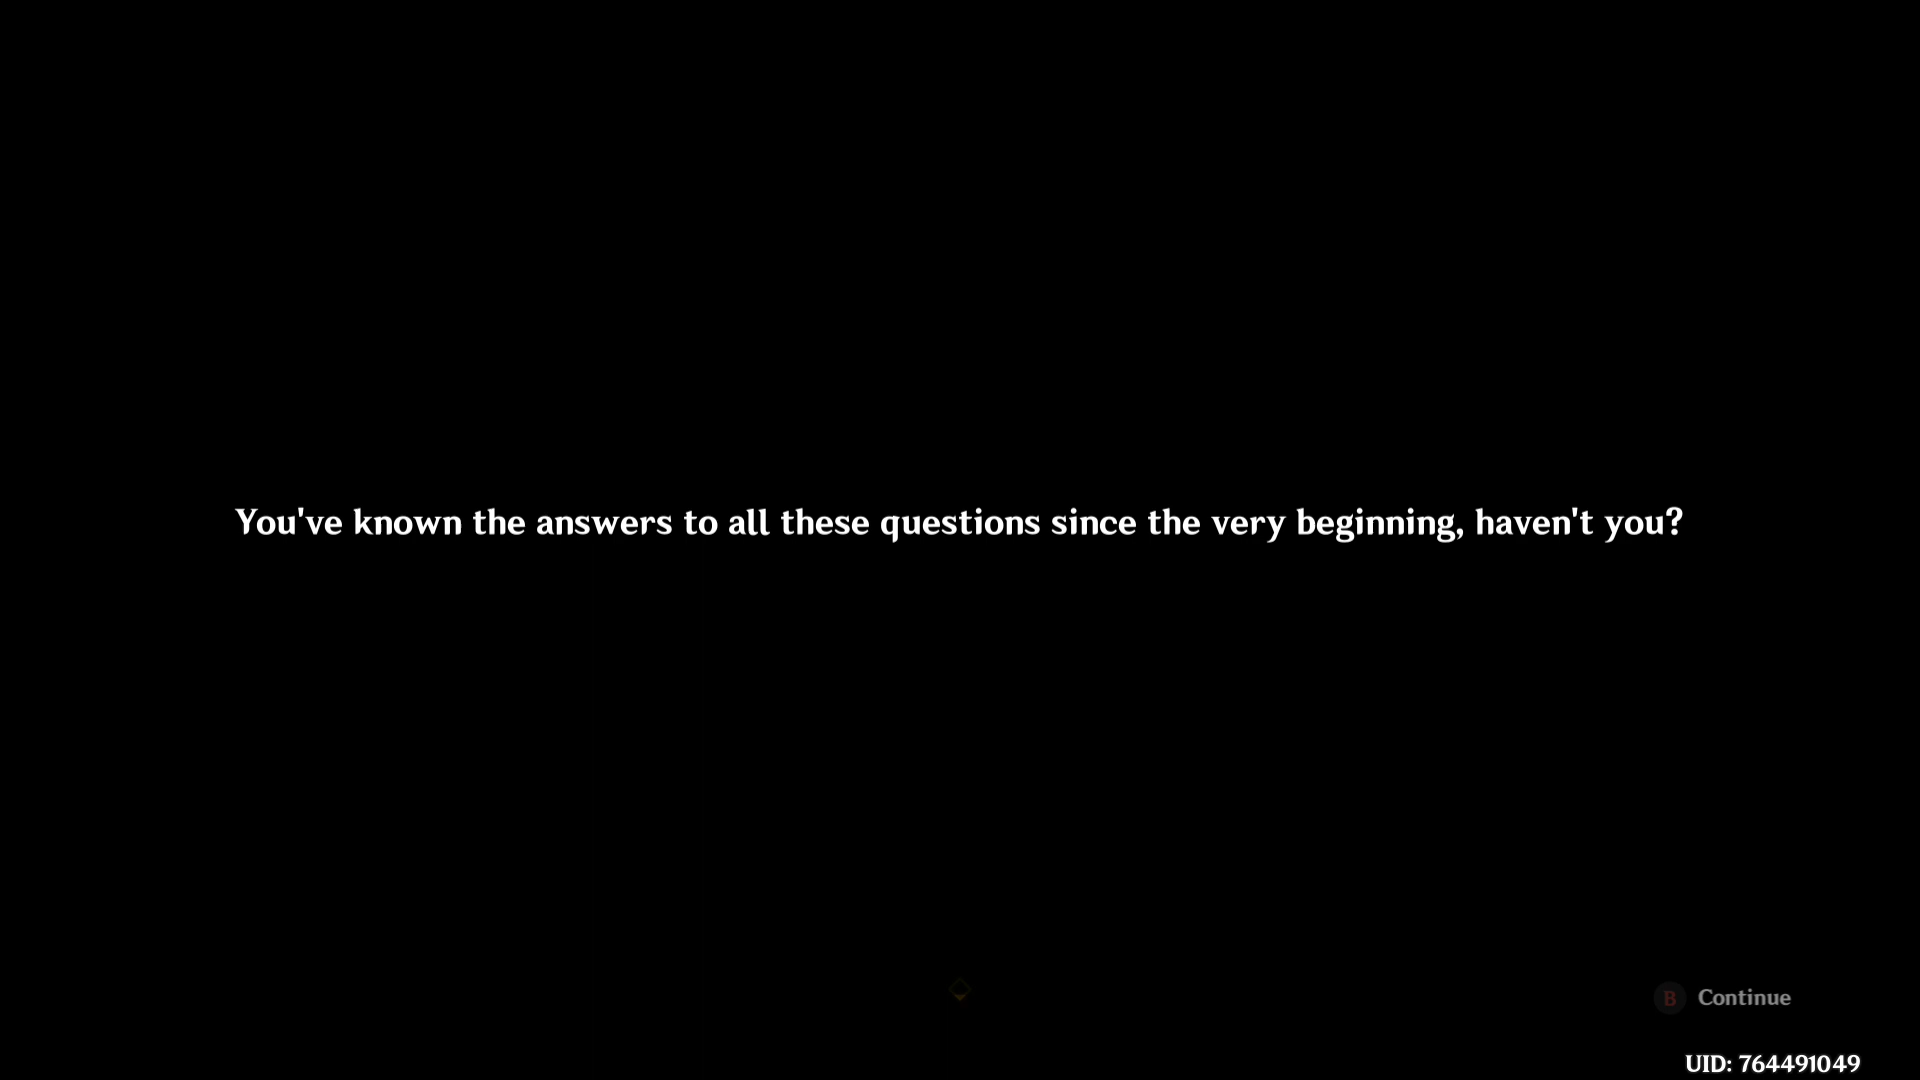 You've known the answers to all these questions since the very beginning, haven't you?
B Continue
UID: 764491049